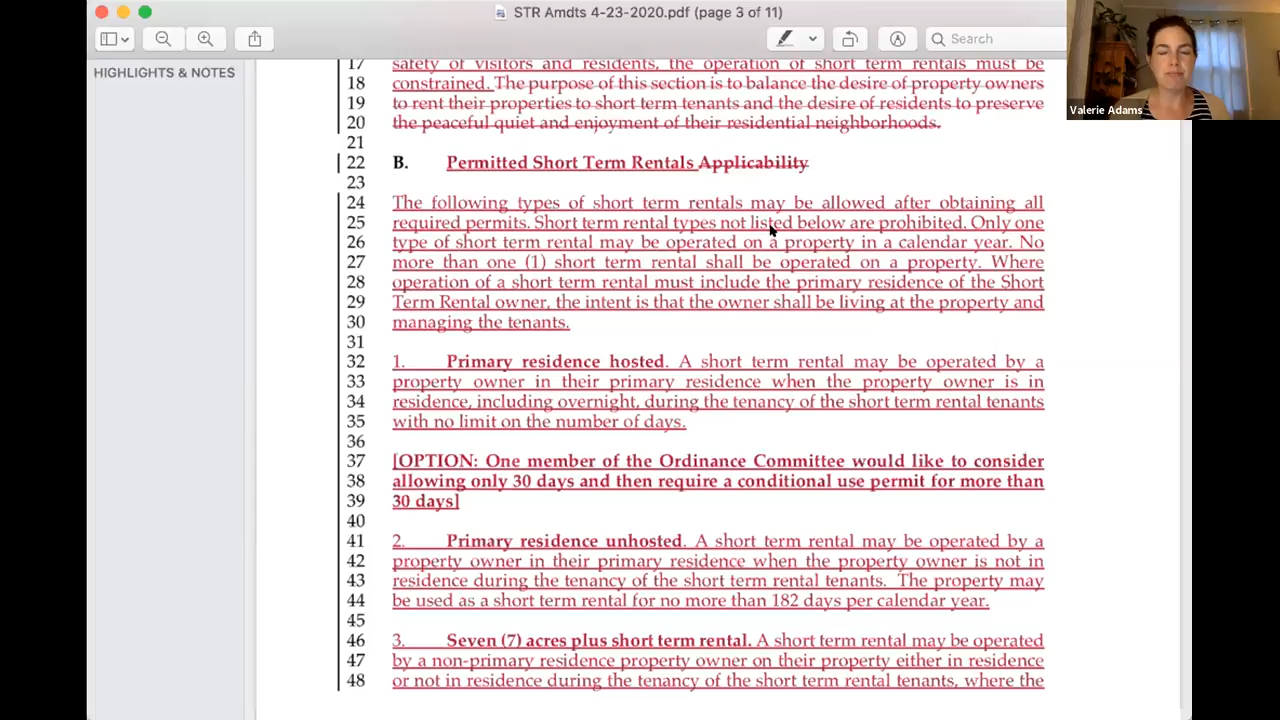 STR Amdts 4-23-2020.pdf (page 3 of 11)
Search
HIGHLIGHTS & NOTES
Valerie Adams
17 safety of visitors and residents, the operation of short term rentals must be
18 constrained. The purpose of this section is to balance the desire of property owners
19 to rent their properties to short term tenants and the desire of residents to preserve
20 the peaceful quiet and enjoyment of their residential neighborhoods.
21
22 B. Permitted Short Term Rentals Applicability
23
24 The following types of short term rentals may be allowed after obtaining all
25 required permits. Short term rental types not listed below are prohibited. Only one
26 type of short term rental may be operated on a property in a calendar year. No
27 more than one (1) short term rental shall be operated on a property. Where
28 operation of a short term rental must include the primary residence of the Short
29 Term Rental owner, the intent is that the owner shall be living at the property and
30 managing the tenants.
31
32 1. Primary residence hosted. A short term rental may be operated by a
33 property owner in their primary residence when the property owner is in
34 residence, including overnight, during the tenancy of the short term rental tenants
35 with no limit on the number of days.
36
37 [OPTION: One member of the Ordinance Committee would like to consider
38 allowing only 30 days and then require a conditional use permit for more than
39 30 days]
40
41 2. Primary residence unhosted. A short term rental may be operated by a
42 property owner in their primary residence when the property owner is not in
43 residence during the tenancy of the short term rental tenants. The property may
44 be used as a short term rental for no more than 182 days per calendar year.
45
46 3. Seven (7) acres plus short term rental. A short term rental may be operated
47 by a non-primary residence property owner on their property either in residence
48 or not in residence during the tenancy of the short term rental tenants, where the